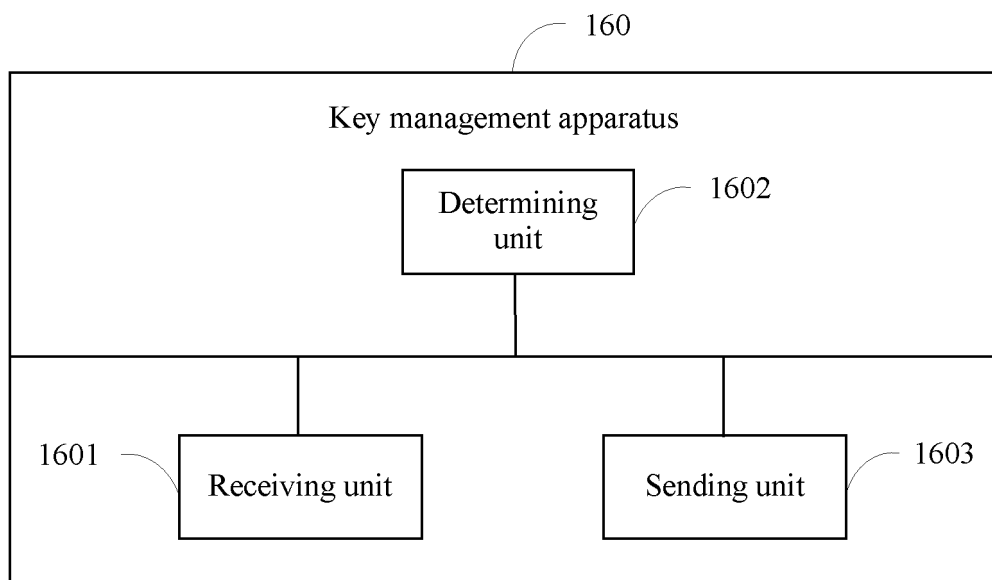 160
Key management apparatus
Determining
unit
1602
1601
Receiving unit
Sending unit
1603